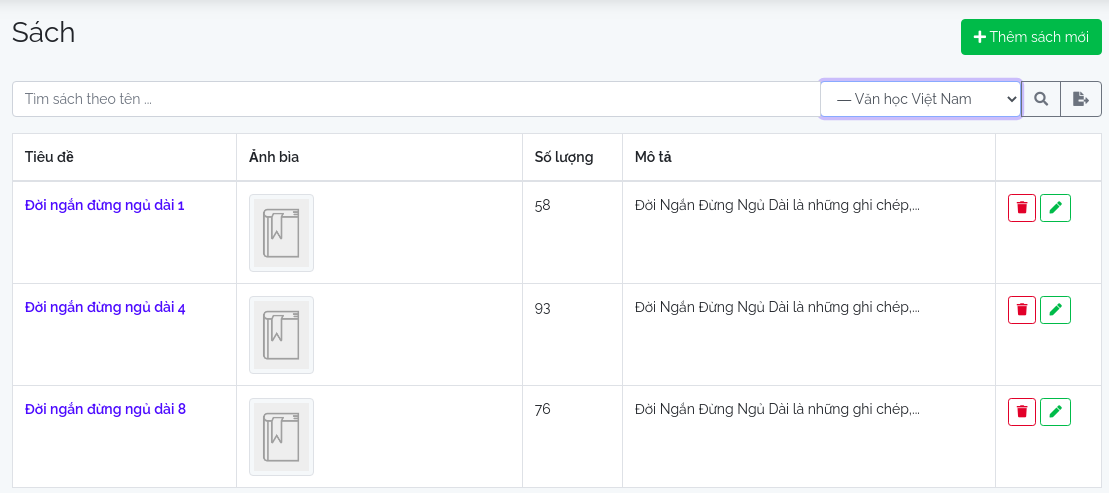 Sách
Thêm sách mới
Tìm sách theo tên ...
— Văn học Việt Nam
Tiêu đề Ảnh bìa Số lượng Mô tả
Đời ngắn đừng ngủ dài 1 58 Đời Ngắn Đừng Ngủ Dài là những ghi chép,...
Đời ngắn đừng ngủ dài 4 93 Đời Ngắn Đừng Ngủ Dài là những ghi chép,...
Đời ngắn đừng ngủ dài 8 76 Đời Ngắn Đừng Ngủ Dài là những ghi chép,...